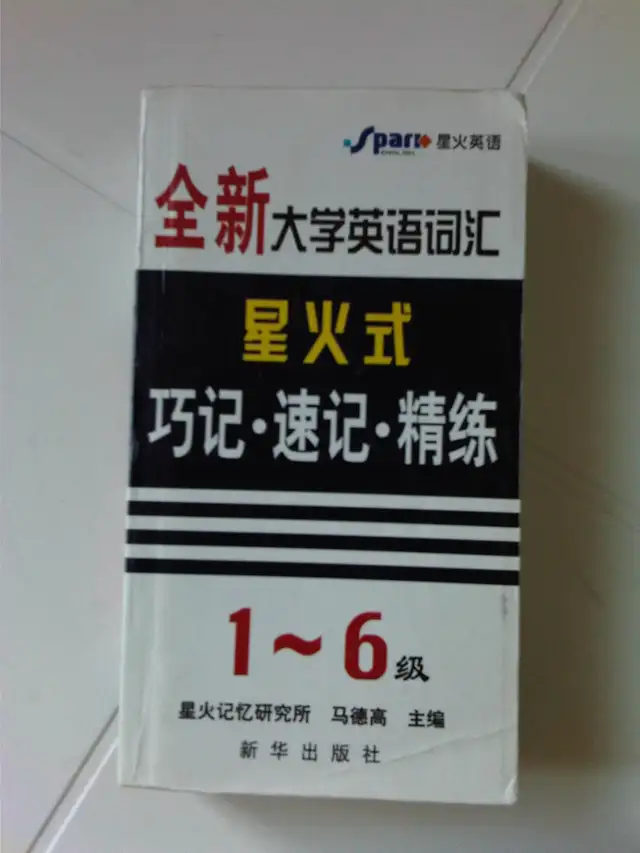 Spark 星火英语
全新大学英语词汇
星火式
巧记·速记·精练
1~6级
星火记忆研究所 马德高 主编
新华出版社